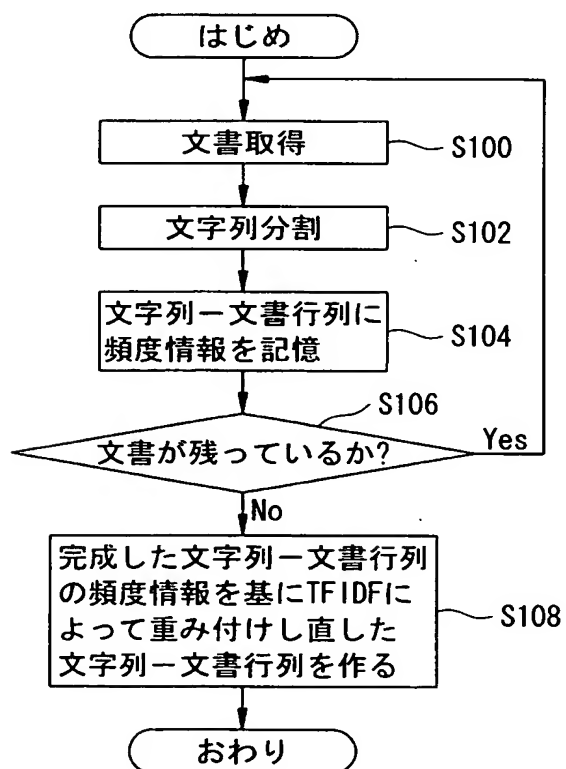 はじめ
文書取得
S100
文字列分割
S102
文字列－文書行列に
頻度情報を記憶
S104
S106
文書が残っているか?
Yes
No
完成した文字列－文書行列
の頻度情報を基にTFIDFに
よって重み付けし直した
文字列－文書行列を作る
S108
おわり